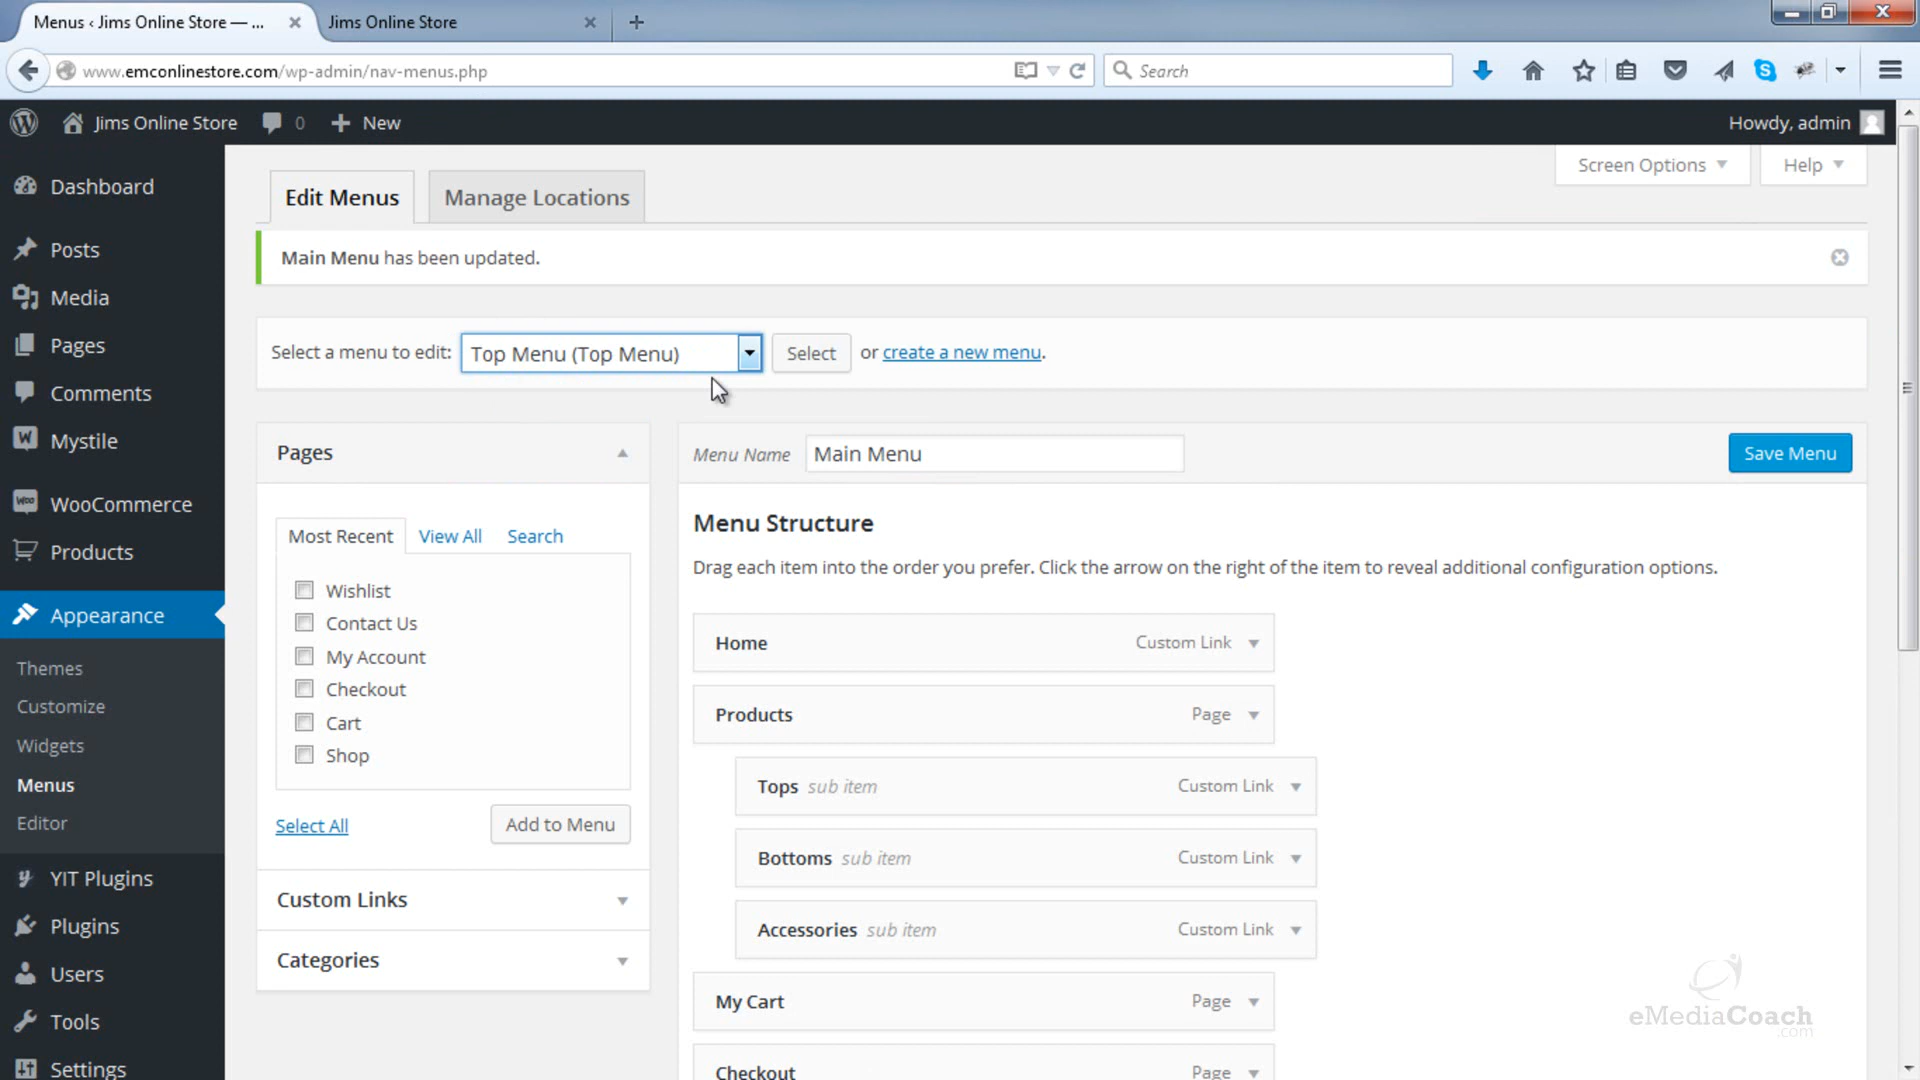 Menus ‹ Jims Online Store — ...
Jims Online Store
www.emconlinestore.com/wp-admin/nav-menus.php
Search
Jims Online Store
0
New
Howdy, admin
Dashboard
Posts
Media
Pages
Comments
Mystile
WooCommerce
Products
Appearance
Themes
Customize
Widgets
Menus
Editor
YIT Plugins
Plugins
Users
Tools
Settings
Screen Options
Help
Edit Menus
Manage Locations
Main Menu has been updated.
Select a menu to edit:
Top Menu (Top Menu)
Select
or create a new menu.
Pages
Most Recent
View All
Search
Wishlist
Contact Us
My Account
Checkout
Cart
Shop
Select All
Add to Menu
Custom Links
Categories
Menu Name
Main Menu
Save Menu
Menu Structure
Drag each item into the order you prefer. Click the arrow on the right of the item to reveal additional configuration options.
Home
Custom Link
Products
Page
Tops sub item
Custom Link
Bottoms sub item
Custom Link
Accessories sub item
Custom Link
My Cart
Page
Checkout
Page
eMediaCoach
.com